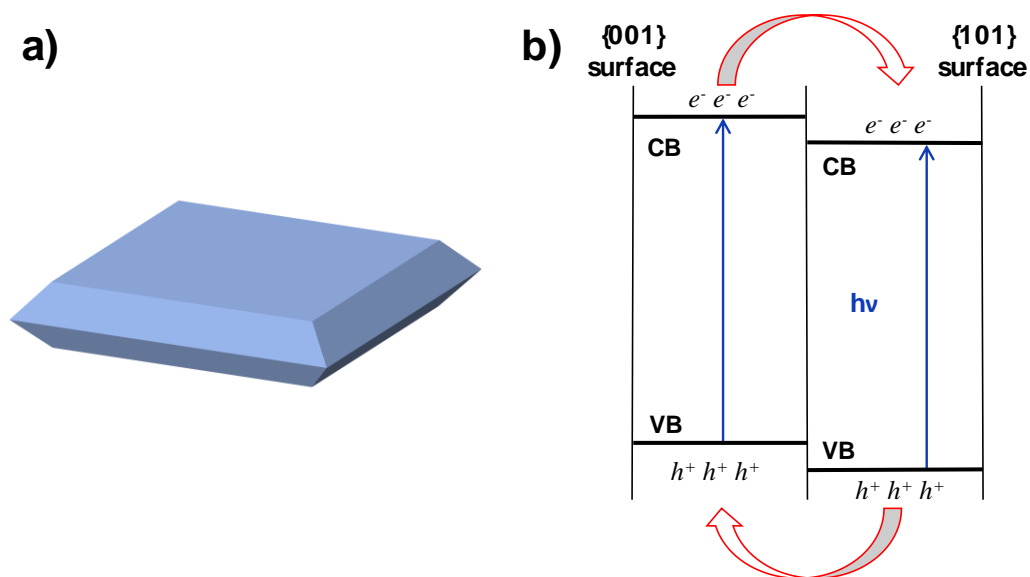 a)
b)
{001}
surface
{101}
surface
e- e- e-
e- e- e-
CB
CB
hν
VB
VB
h+ h+ h+
h+ h+ h+